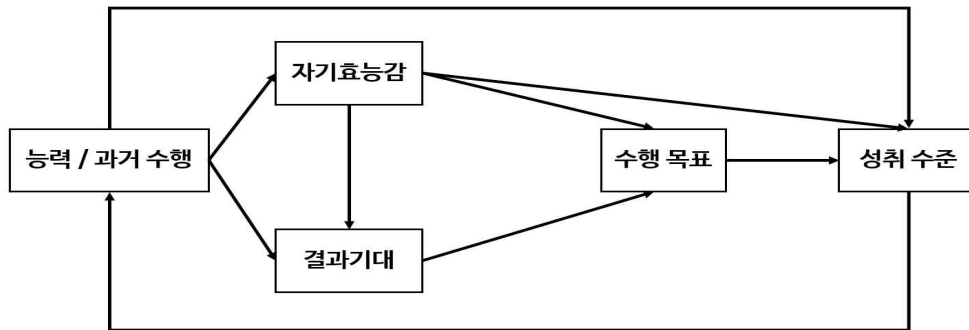 자기효능감
능력 / 과거 수행
수행 목표
성취 수준
결과기대